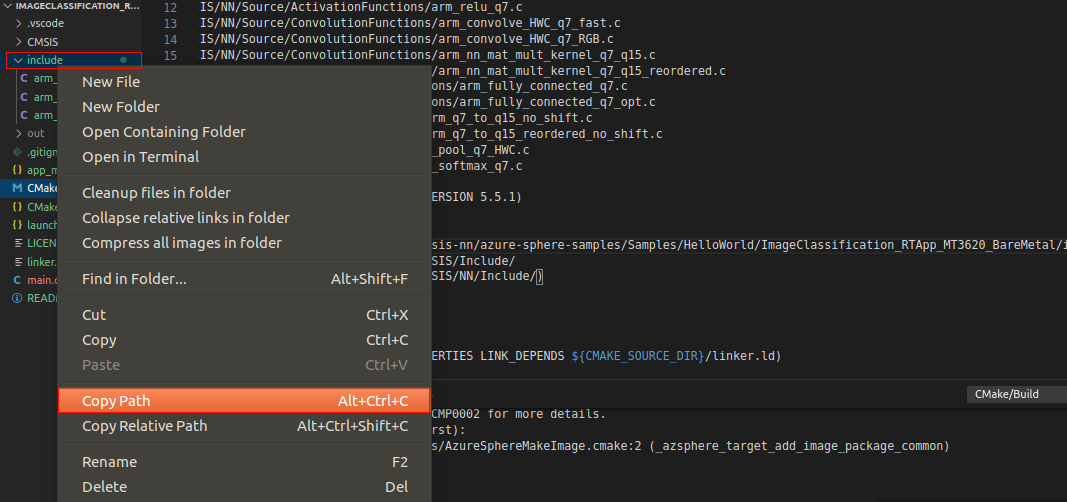 IMAGECLASSIFICATION_R...
.vscode
CMSIS
include
arm_
arm_
arm_
out
.gitign
app_m
CMake
CMake
launch
LICEN
linker.
main.c
READ
12 IS/NN/Source/ActivationFunctions/arm_relu_q7.c
13 IS/NN/Source/ConvolutionFunctions/arm_convolve_HWC_q7_fast.c
14 IS/NN/Source/ConvolutionFunctions/arm_convolve_HWC_q7_RGB.c
15 IS/NN/Source/ConvolutionFunctions/arm_nn_mat_mult_kernel_q7_q15.c
/arm_nn_mat_mult_kernel_q7_q15_reordered.c
ons/arm_fully_connected_q7.c
ons/arm_fully_connected_q7_opt.c
rm_q7_to_q15_no_shift.c
rm_q7_to_q15_reordered_no_shift.c
_pool_q7_HWC.c
_softmax_q7.c
ERSION 5.5.1)
sis-nn/azure-sphere-samples/Samples/HelloWorld/ImageClassification_RTApp_MT3620_BareMetal/i
SIS/Include/
SIS/NN/Include/)
ERTIES LINK_DEPENDS ${CMAKE_SOURCE_DIR}/linker.ld)
New File
New Folder
Open Containing Folder
Open in Terminal
Cleanup files in folder
Collapse relative links in folder
Compress all images in folder
Find in Folder... Alt+Shift+F
Cut Ctrl+X
Copy Ctrl+C
Paste Ctrl+V
Copy Path Alt+Ctrl+C
Copy Relative Path Alt+Ctrl+Shift+C
Rename F2
Delete Del
CMake/Build
CMP0002 for more details.
rst):
s/AzureSphereMakeImage.cmake:2 (_azsphere_target_add_image_package_common)